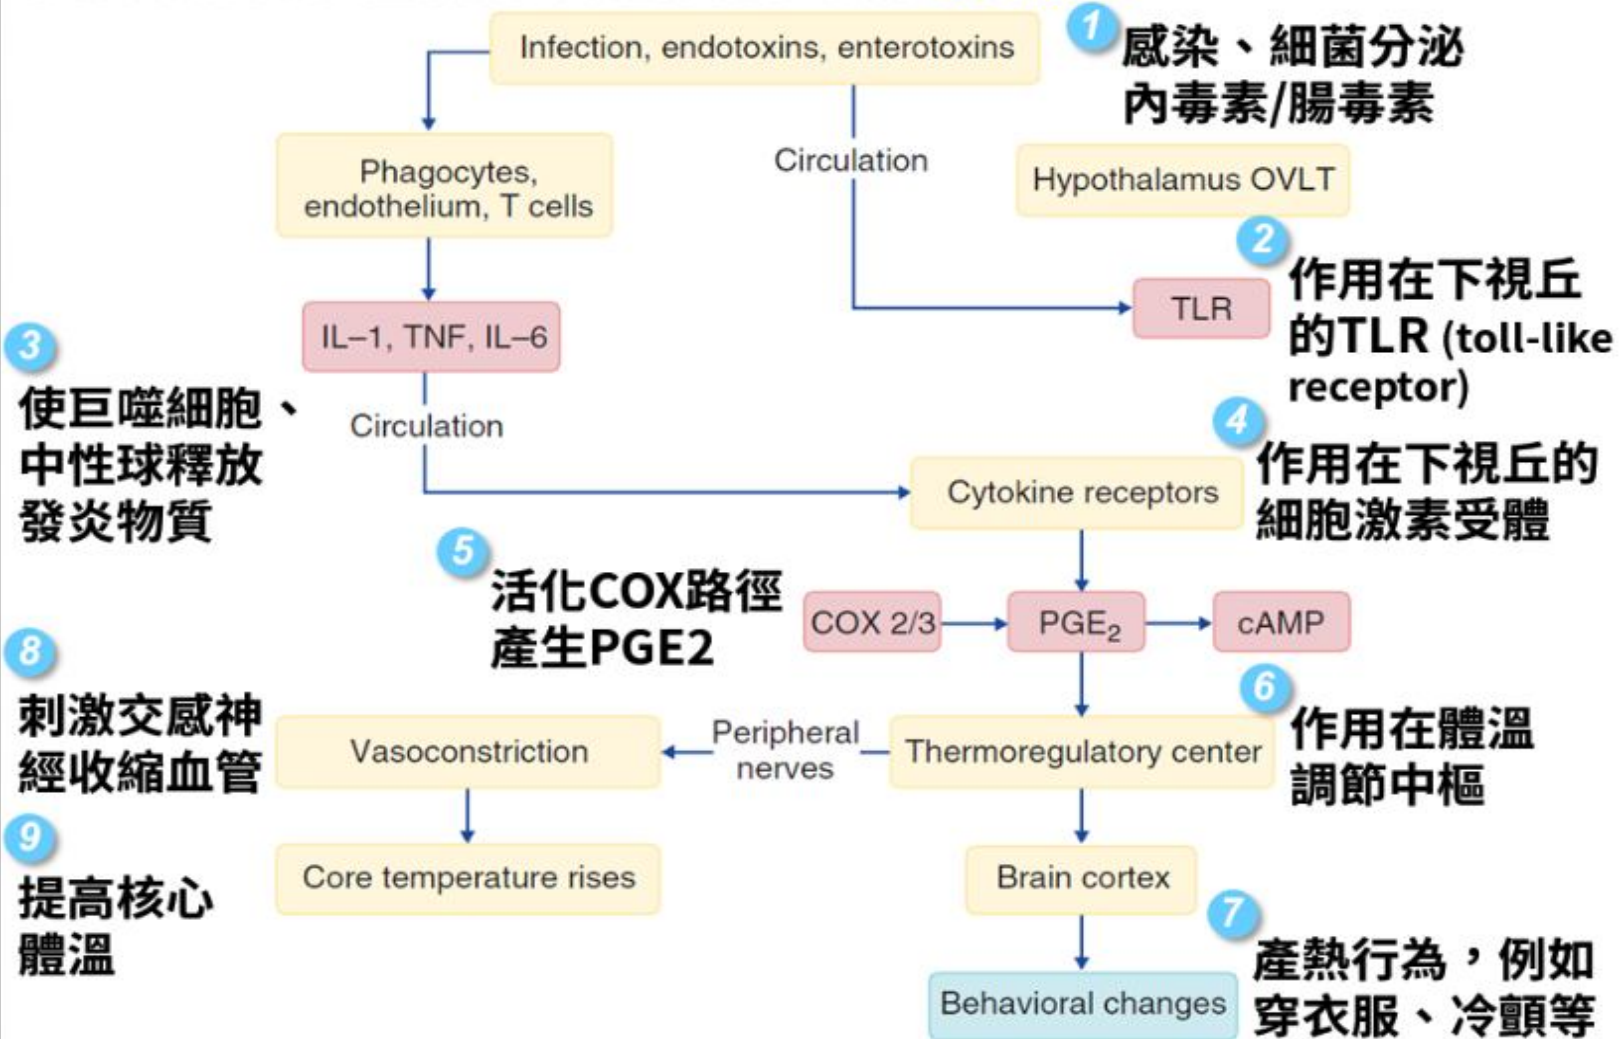 Infection, endotoxins, enterotoxins
1
感染、細菌分泌
內毒素/腸毒素
Phagocytes,
endothelium, T cells
Circulation
Hypothalamus OVLT
2
作用在下視丘
的TLR (toll-like
receptor)
TLR
IL–1, TNF, IL–6
3
使巨噬細胞、
中性球釋放
發炎物質
Circulation
4
作用在下視丘的
細胞激素受體
Cytokine receptors
5
活化COX路徑
產生PGE2
COX 2/3
PGE₂
cAMP
6
作用在體溫
調節中樞
8
刺激交感神
經收縮血管
Vasoconstriction
Peripheral
nerves
Thermoregulatory center
9
提高核心
體溫
Core temperature rises
Brain cortex
7
產熱行為，例如
穿衣服、冷顫等
Behavioral changes